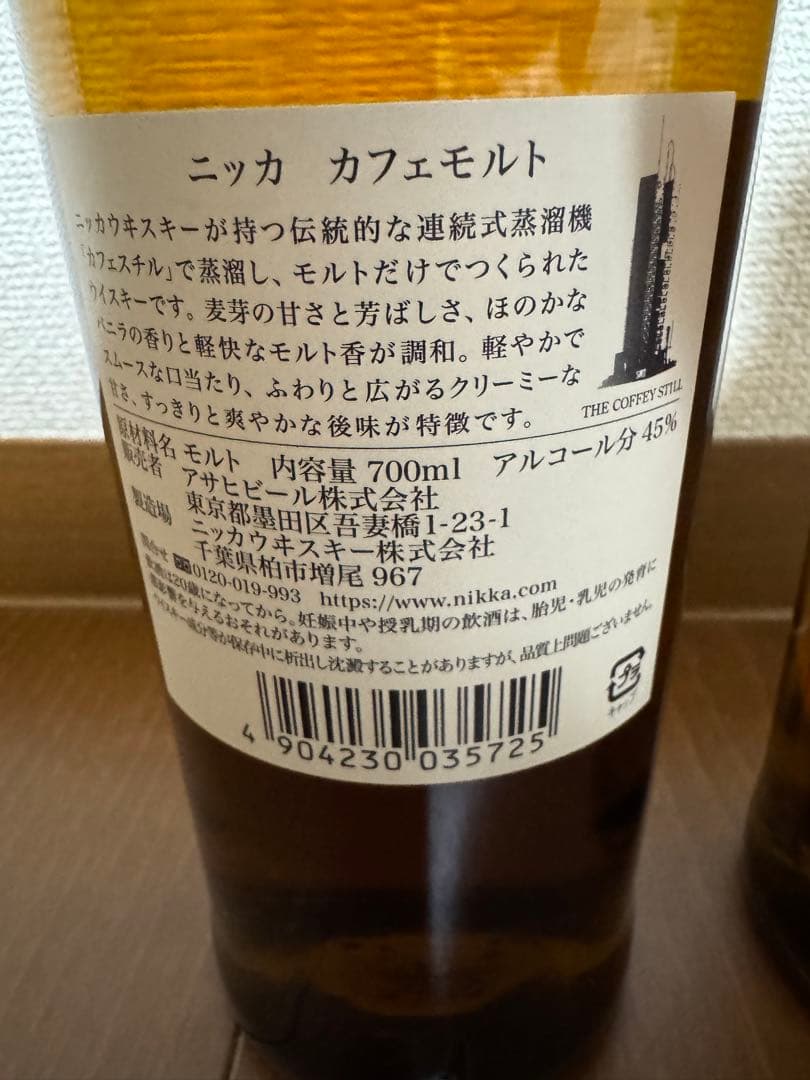 ニッカ カフェモルト
ニッカウヰスキーが持つ伝統的な連続式蒸溜機
「カフェスチル」で蒸溜し、モルトだけでつくられた
ウイスキーです。麦芽の甘さと芳ばしさ、ほのかな
バニラの香りと軽快なモルト香が調和。軽やかで
スムースな口当たり、ふわりと広がるクリーミーな
甘さ、すっきりと爽やかな後味が特徴です。
THE COFFEY STILL
原材料名 モルト 内容量 700ml アルコール分 45%
販売者 アサヒビール株式会社
東京都墨田区吾妻橋1-23-1
製造場 ニッカウヰスキー株式会社
千葉県柏市増尾 967
問合せ 0120-019-993 https://www.nikka.com
飲酒は20歳になってから。妊娠中や授乳期の飲酒は、胎児・乳児の発育に
悪影響を与えるおそれがあります。
ウイスキー成分等が保存中に析出し沈澱することがありますが、品質上問題ございません。
プラ
キャップ
4 904230 035725